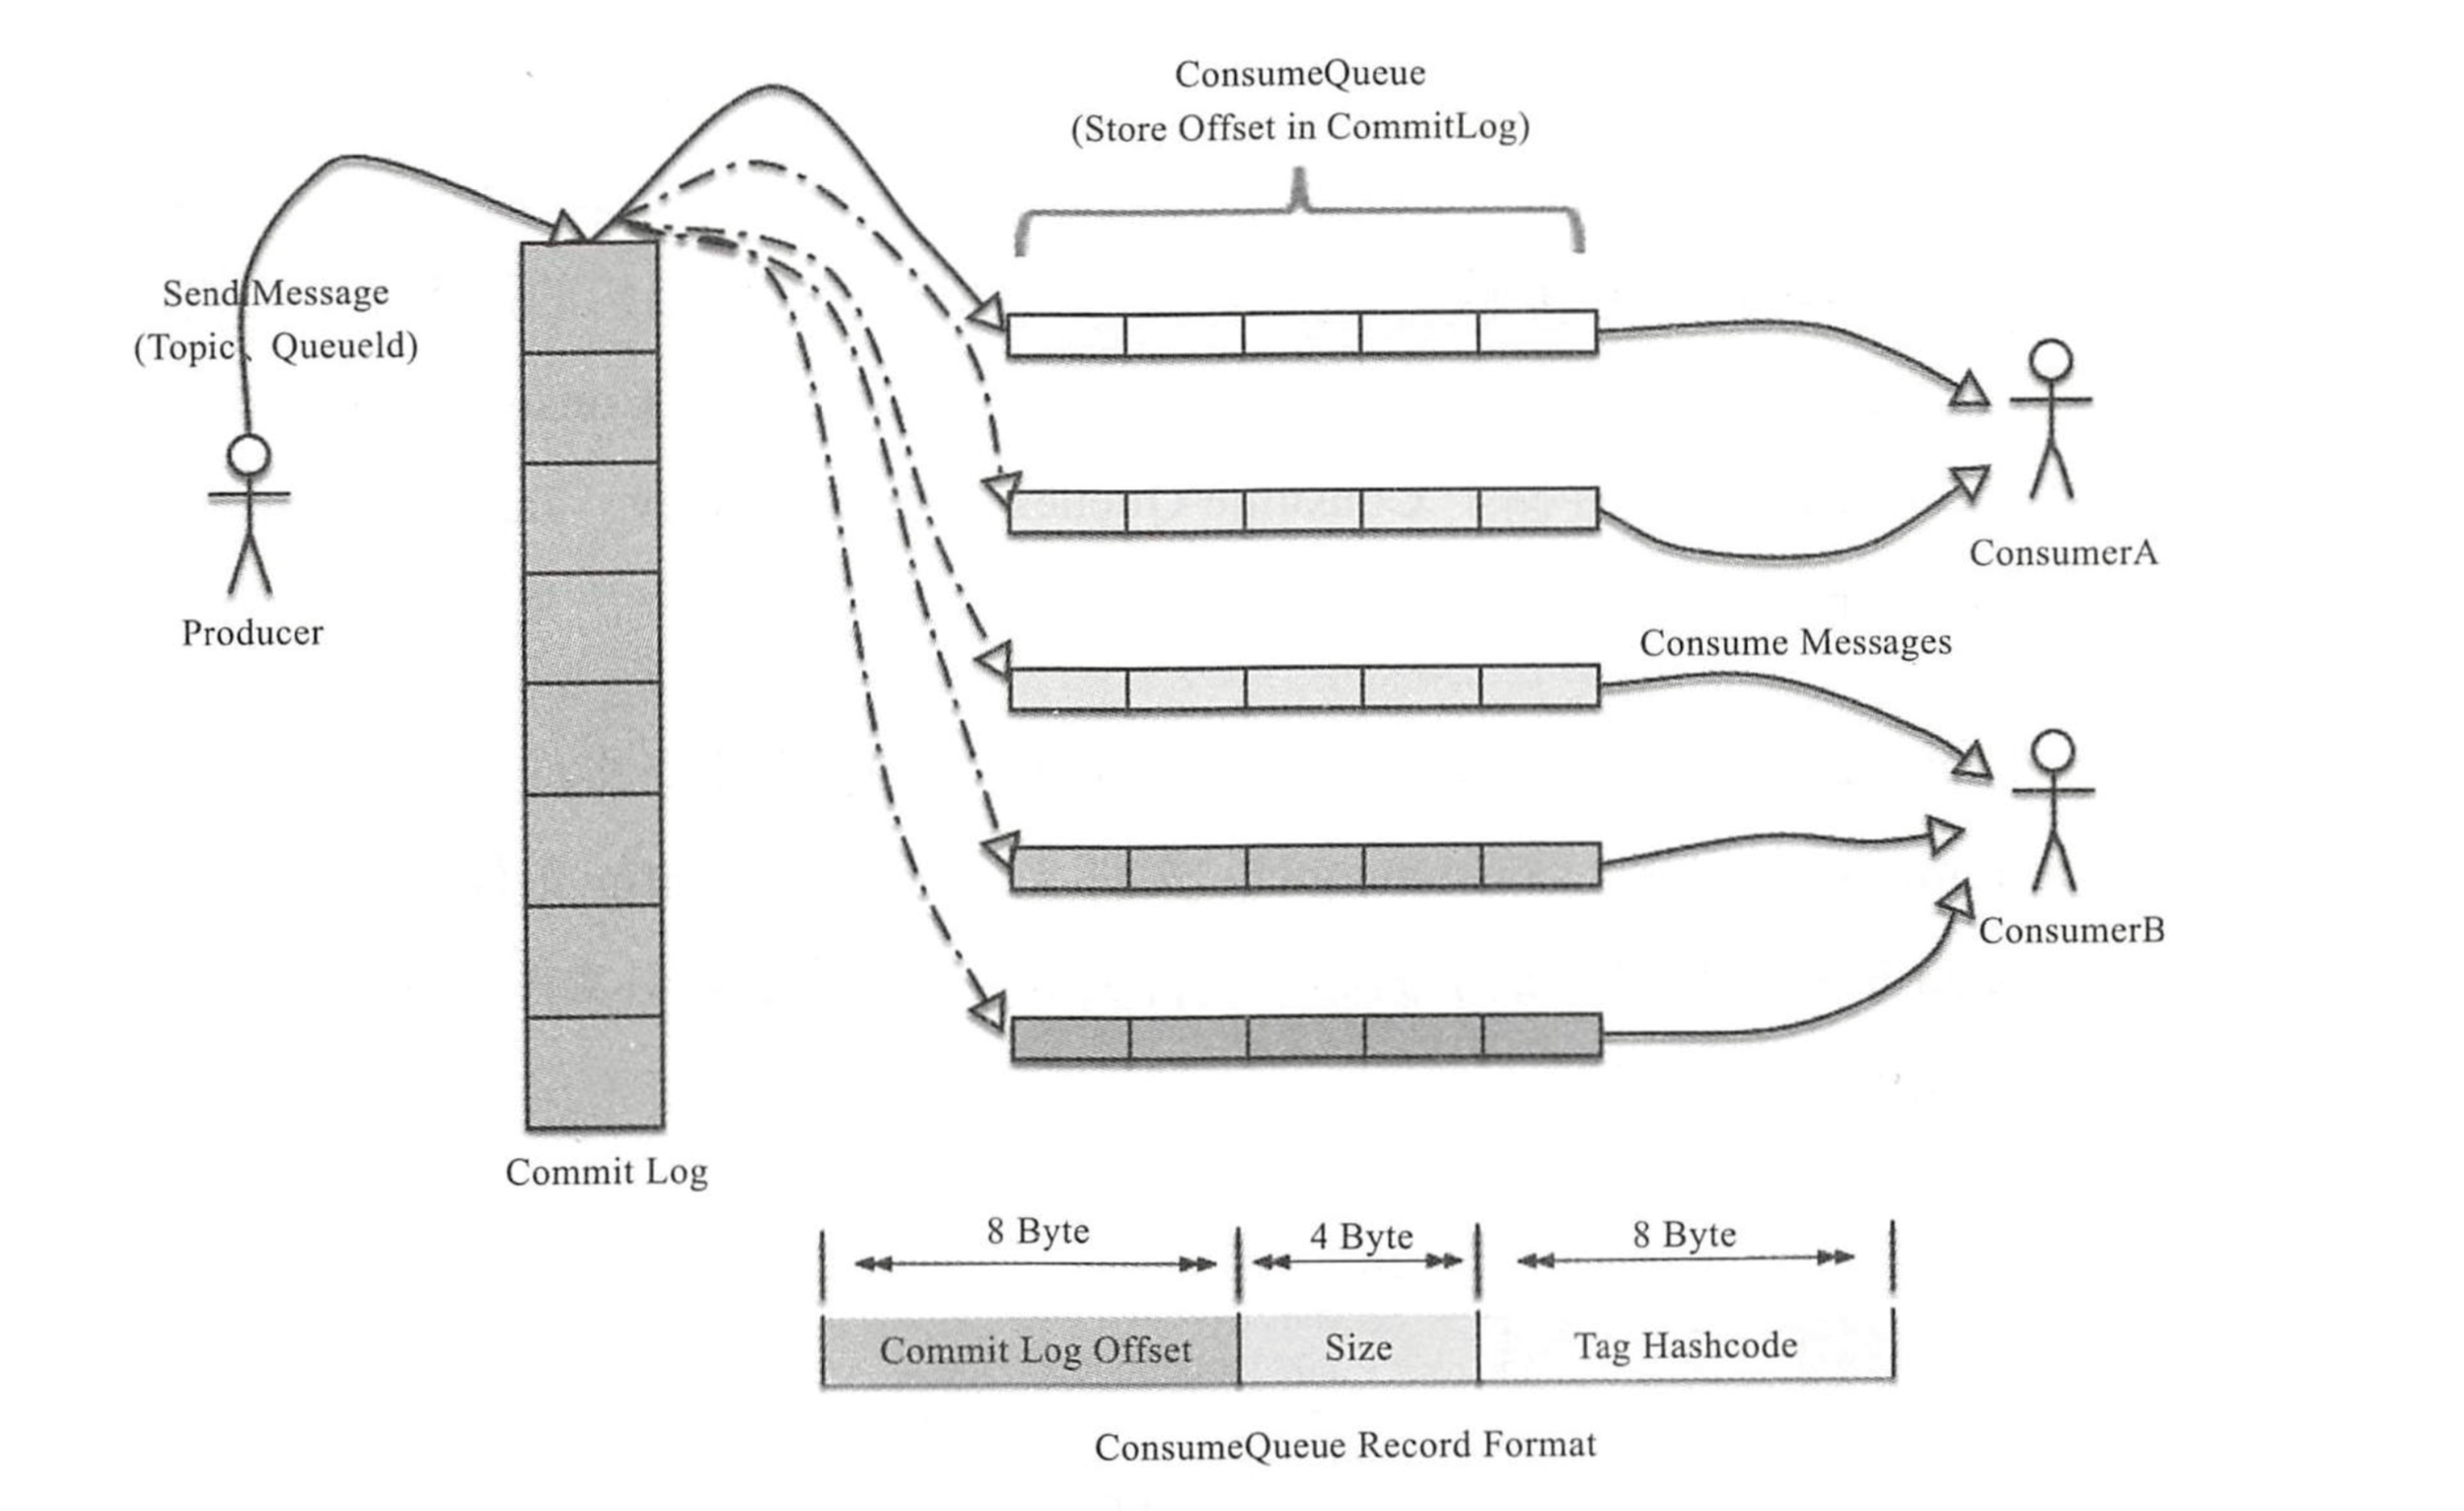 ConsumeQueue
(Store Offset in CommitLog)
Send Message
(Topic、QueueId)
Producer
ConsumerA
Consume Messages
ConsumerB
Commit Log
8 Byte
4 Byte
8 Byte
Commit Log Offset
Size
Tag Hashcode
ConsumeQueue Record Format